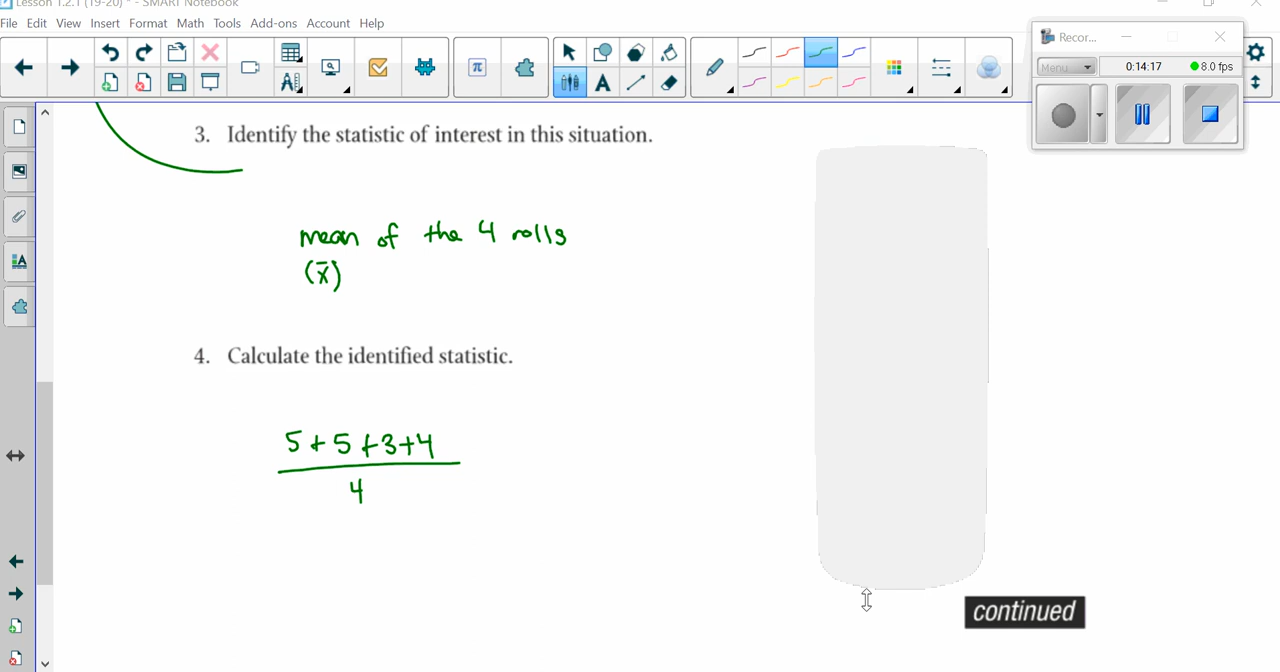 Lesson 1.2.1 (19-20) * - SMART Notebook
File Edit View Insert Format Math Tools Add-ons Account Help
Recor...
Menu 0:14:17 8.0 fps
3. Identify the statistic of interest in this situation.
mean of the 4 rolls
(x̄)
4. Calculate the identified statistic.
5 + 5 + 3 + 4
4
continued